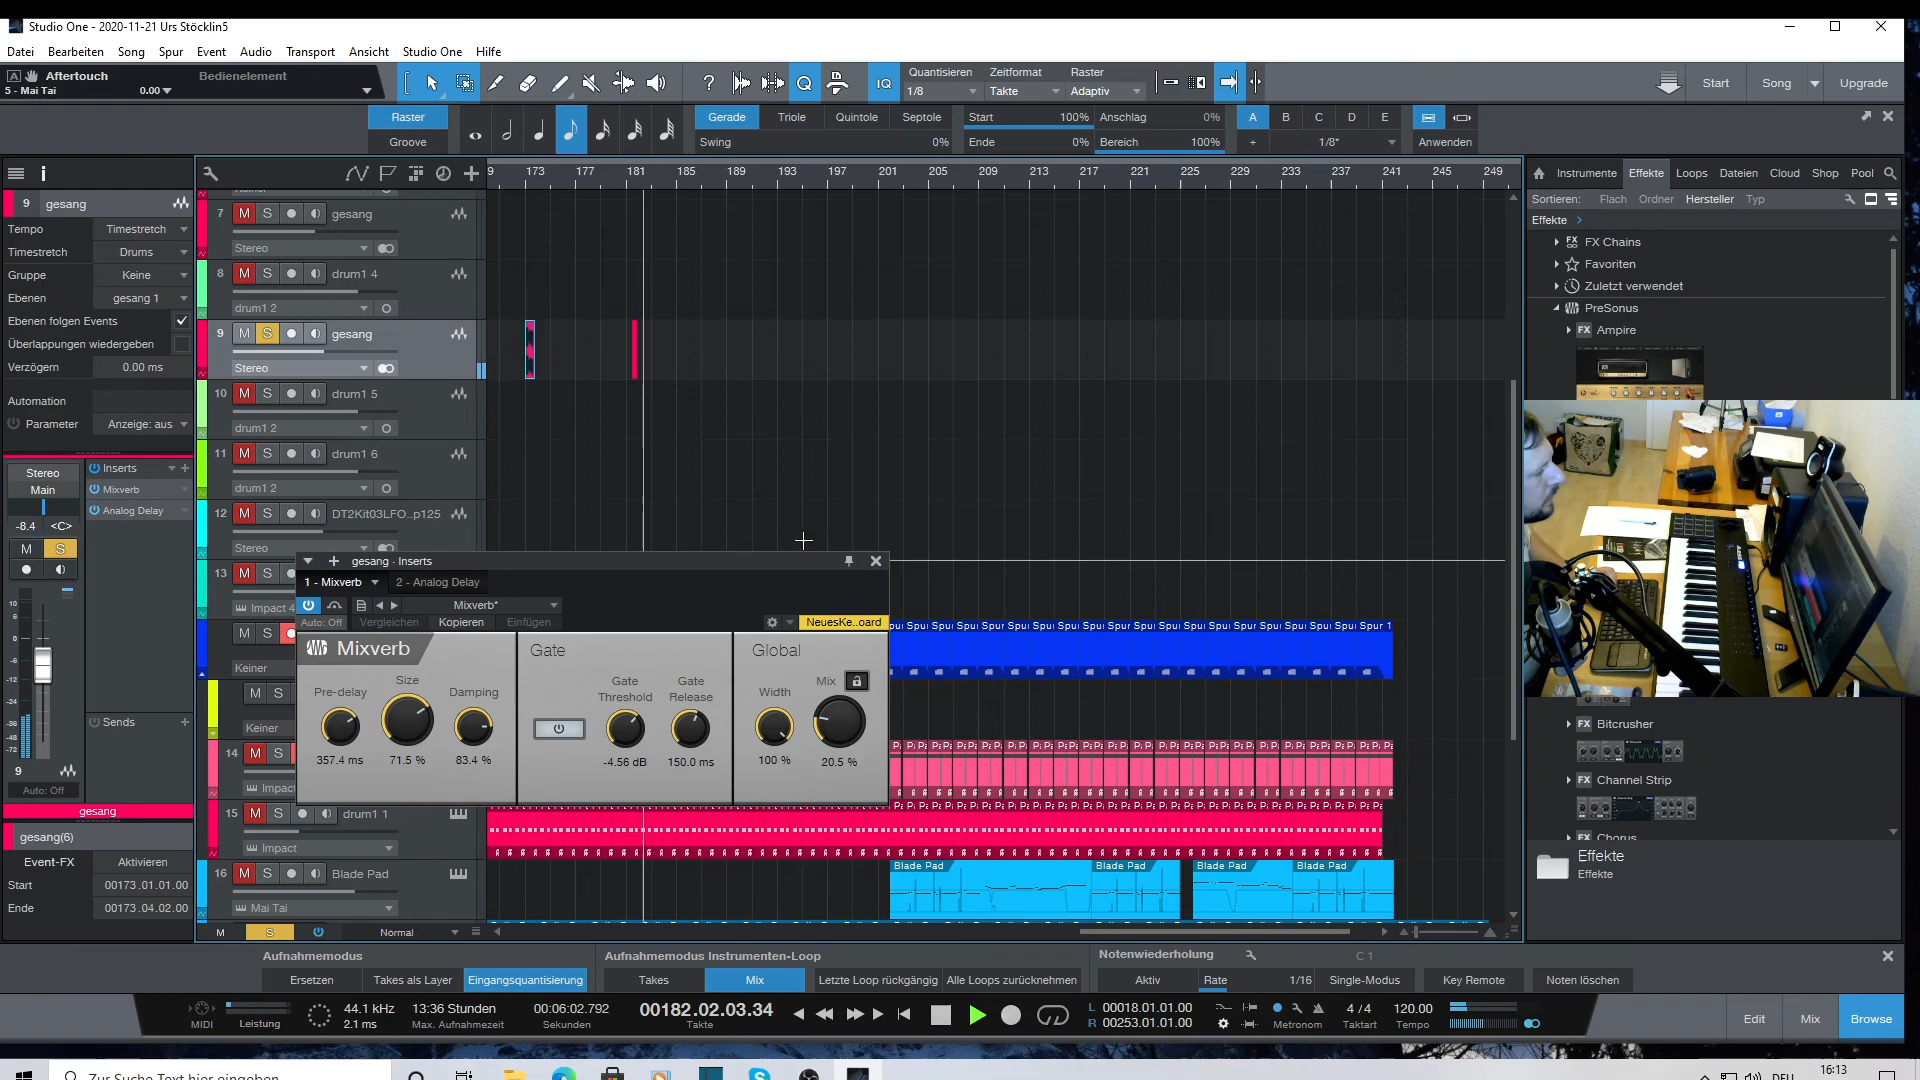 Studio One - 2020-11-21 Urs Stöcklin5
Datei Bearbeiten Song Spur Event Audio Transport Ansicht Studio One Hilfe
A Aftertouch Bedienelement
5 - Mai Tai 0.00
Quantisieren Zeitformat Raster
1/8 Takte Adaptiv
IQ
Start Song Upgrade
Raster Gerade Triole Quintole Septole Start 100% Anschlag 0% A B C D E
Groove Swing 0% Ende 0% Bereich 100% + 1/8* Anwenden
9 173 177 181 185 189 193 197 201 205 209 213 217 221 225 229 233 237 241 245 249
Instrumente Effekte Loops Dateien Cloud Shop Pool
Sortieren: Flach Ordner Hersteller Typ
Effekte
FX Chains
Favoriten
Zuletzt verwendet
PreSonus
FX Ampire
FX Bitcrusher
FX Channel Strip
FX Chorus
Effekte
Effekte
9 gesang
Tempo Timestretch
Timestretch Drums
Gruppe Keine
Ebenen gesang 1
Ebenen folgen Events
Überlappungen wiedergeben
Verzögern 0.00 ms
Automation
Parameter Anzeige: aus
Stereo
Main
-8.4 <C>
M S
Inserts
Mixverb
Analog Delay
Sends
9
Auto: Off
gesang
gesang(6)
Event-FX Aktivieren
Start 00173.01.01.00
Ende 00173.04.02.00
7 M S gesang
Stereo
8 M S drum1 4
drum1 2
9 M S gesang
Stereo
10 M S drum1 5
drum1 2
11 M S drum1 6
drum1 2
12 M S DT2Kit03LFO..p125
Stereo
13 M S
Impact 4
M S
Keiner
M S
Keiner
14 M S
Impact
15 M S drum1 1
Impact
16 M S Blade Pad
Mai Tai
Blade Pad Blade Pad Blade Pad Blade Pad
gesang - Inserts
1 - Mixverb 2 - Analog Delay
Mixverb*
Auto: Off Vergleichen Kopieren Einfügen NeuesKe..oard
Mixverb Gate Global
Pre-delay Size Damping Gate Threshold Gate Release Width Mix
357.4 ms 71.5 % 83.4 % -4.56 dB 150.0 ms 100 % 20.5 %
M S Normal
Aufnahmemodus Aufnahmemodus Instrumenten-Loop Notenwiederholung C 1
Ersetzen Takes als Layer Eingangsquantisierung Takes Mix Letzte Loop rückgängig Alle Loops zurücknehmen Aktiv Rate 1/16 Single-Modus Key Remote Noten löschen
MIDI Leistung
44.1 kHz 13:36 Stunden 00:06:02.792 00182.02.03.34
2.1 ms Max. Aufnahmezeit Sekunden Takte
L 00018.01.01.00
R 00253.01.01.00
Metronom
4 / 4 120.00
Taktart Tempo
Edit Mix Browse
Zur Suche Text hier eingeben
DEU
16:13